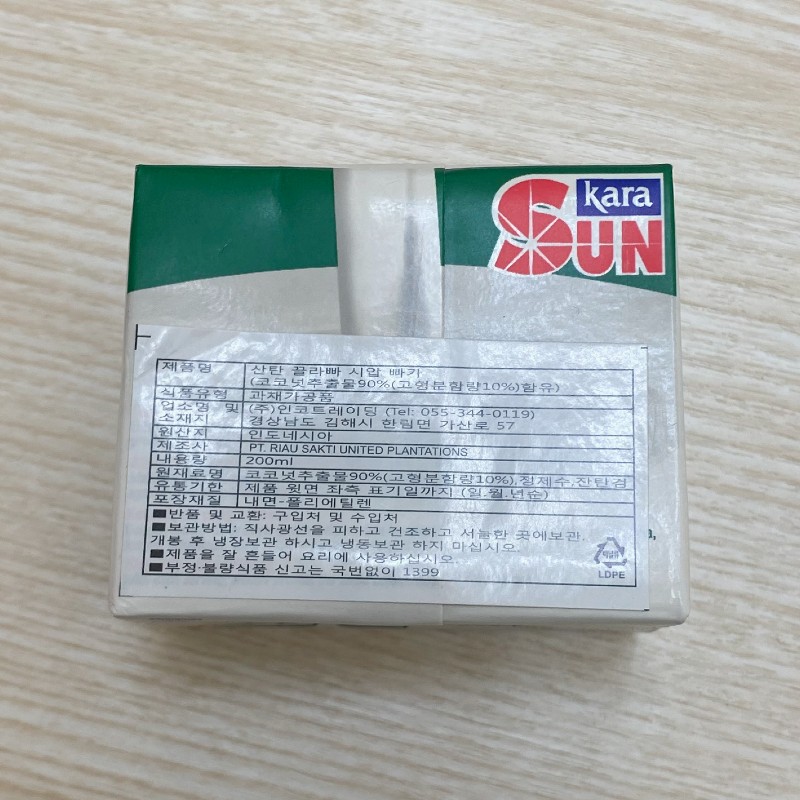 kara
SUN
제품명 산탄 끌라빠 시압 빠카
(코코넛추출물90%(고형분함량10%)함유)
식품유형 과채가공품
업소명 및 소재지 (주)인코트레이딩 (Tel: 055-344-0119)
경상남도 김해시 한림면 가산로 57
원산지 인도네시아
제조사 PT. RIAU SAKTI UNITED PLANTATIONS
내용량 200ml
원재료명 코코넛추출물90%(고형분함량10%),정제수,잔탄검
유통기한 제품 윗면 좌측 표기일까지 (일.월.년순)
포장재질 내면-폴리에틸렌
■반품 및 교환: 구입처 및 수입처
■보관방법: 직사광선을 피하고 건조하고 서늘한 곳에보관.
개봉 후 냉장보관 하시고 냉동보관 하지 마십시오.
■제품을 잘 흔들어 요리에 사용하십시오.
■부정·불량식품 신고는 국번없이 1399
LDPE